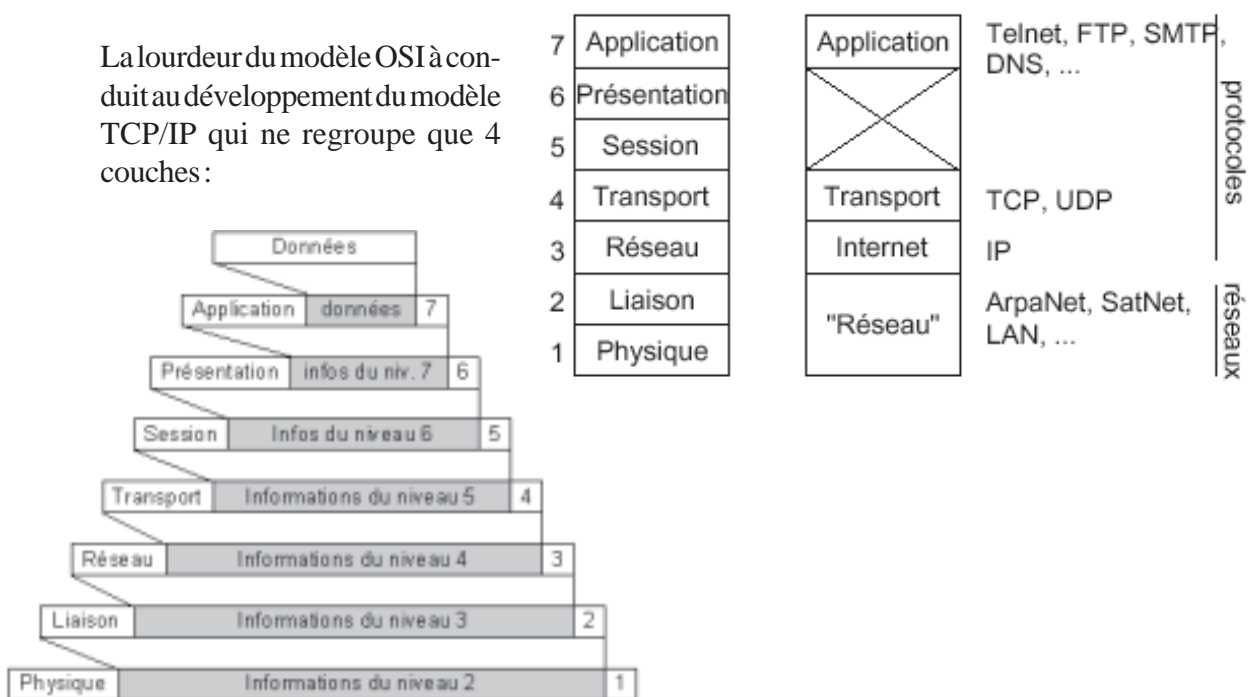 La lourdeur du modèle OSI à con-
duit au développement du modèle
TCP/IP qui ne regroupe que 4
couches :
7 Application
6 Présentation
5 Session
4 Transport
3 Réseau
2 Liaison
1 Physique
Application
Transport
Internet
"Réseau"
Telnet, FTP, SMTP,
DNS, ...
TCP, UDP
IP
ArpaNet, SatNet,
LAN, ...
protocoles
réseaux
Données
Application données 7
Présentation infos du niv. 7 6
Session Infos du niveau 6 5
Transport Informations du niveau 5 4
Réseau Informations du niveau 4 3
Liaison Informations du niveau 3 2
Physique Informations du niveau 2 1